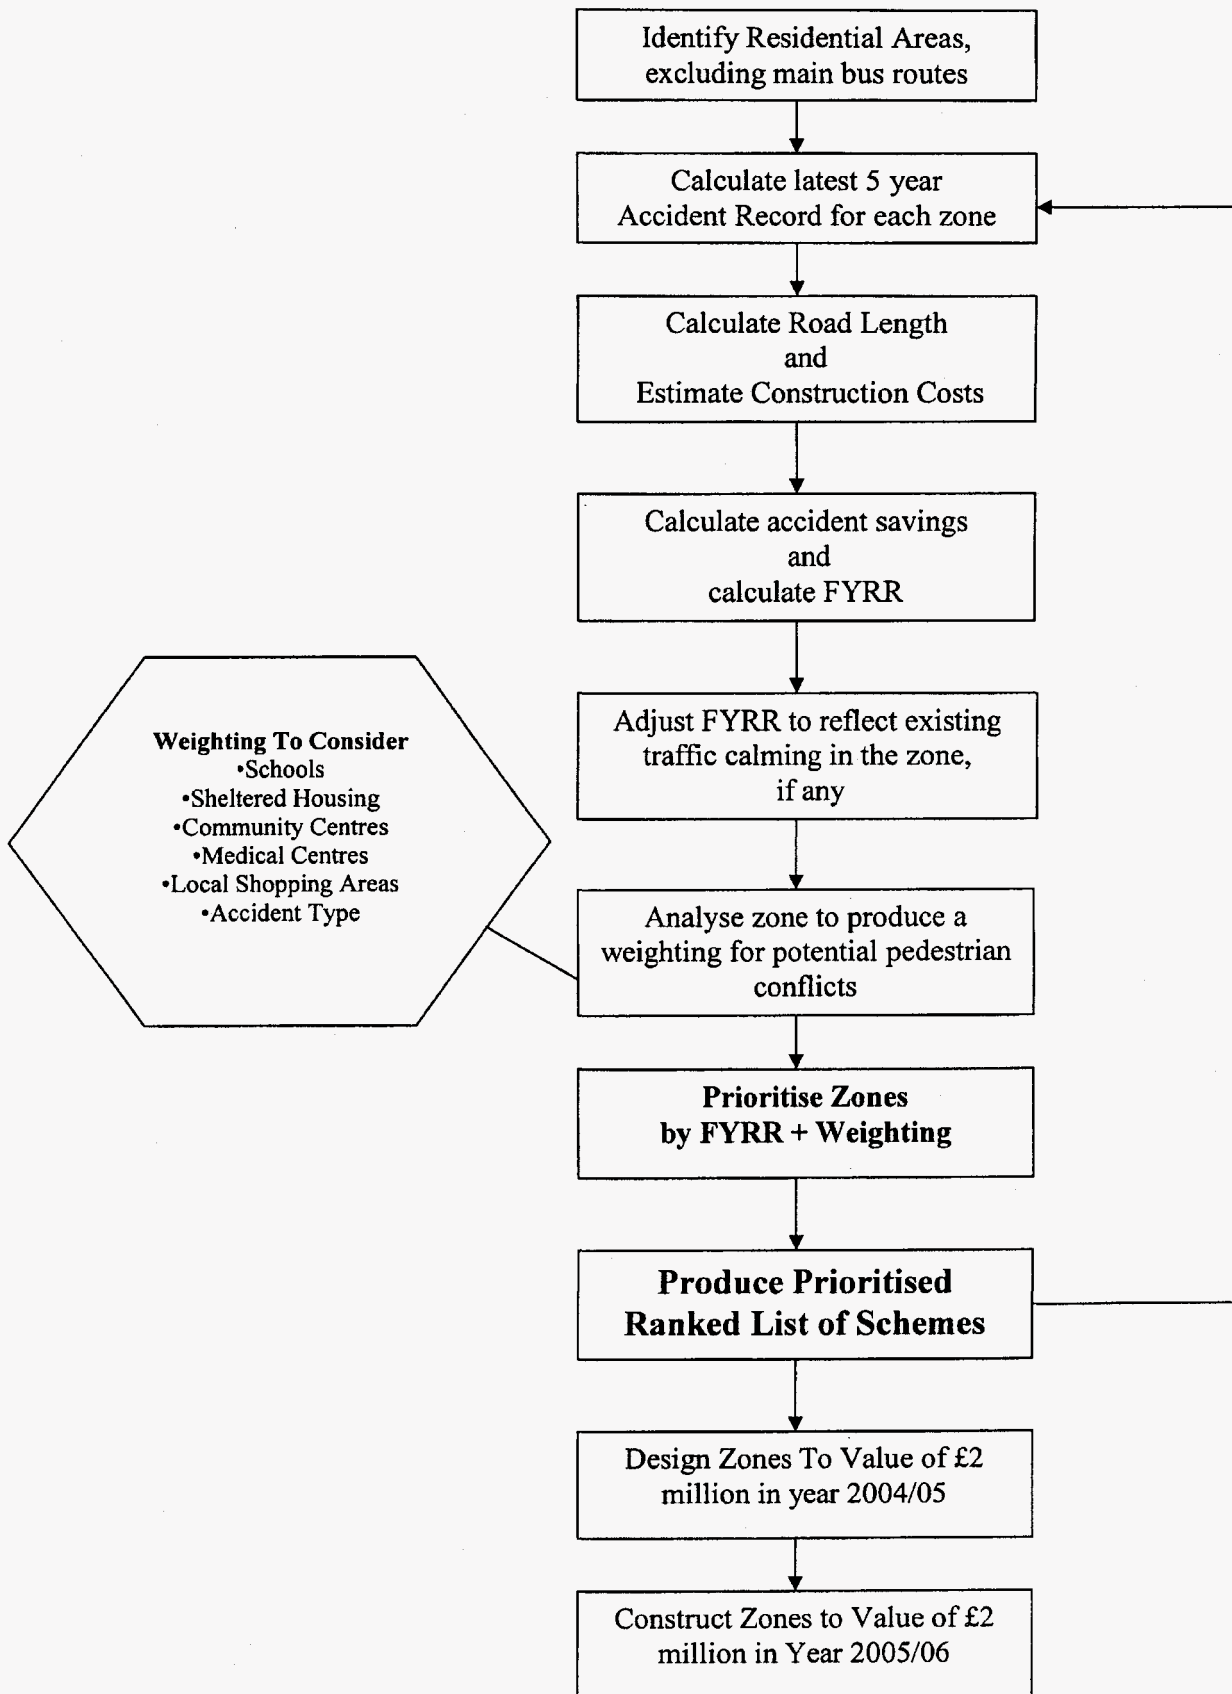 Identify Residential Areas,
excluding main bus routes
Calculate latest 5 year
Accident Record for each zone
Calculate Road Length
and
Estimate Construction Costs
Calculate accident savings
and
calculate FYRR
Adjust FYRR to reflect existing
traffic calming in the zone,
if any
Weighting To Consider
•Schools
•Sheltered Housing
•Community Centres
•Medical Centres
•Local Shopping Areas
•Accident Type
Analyse zone to produce a
weighting for potential pedestrian
conflicts
Prioritise Zones
by FYRR + Weighting
Produce Prioritised
Ranked List of Schemes
Design Zones To Value of £2
million in year 2004/05
Construct Zones to Value of £2
million in Year 2005/06